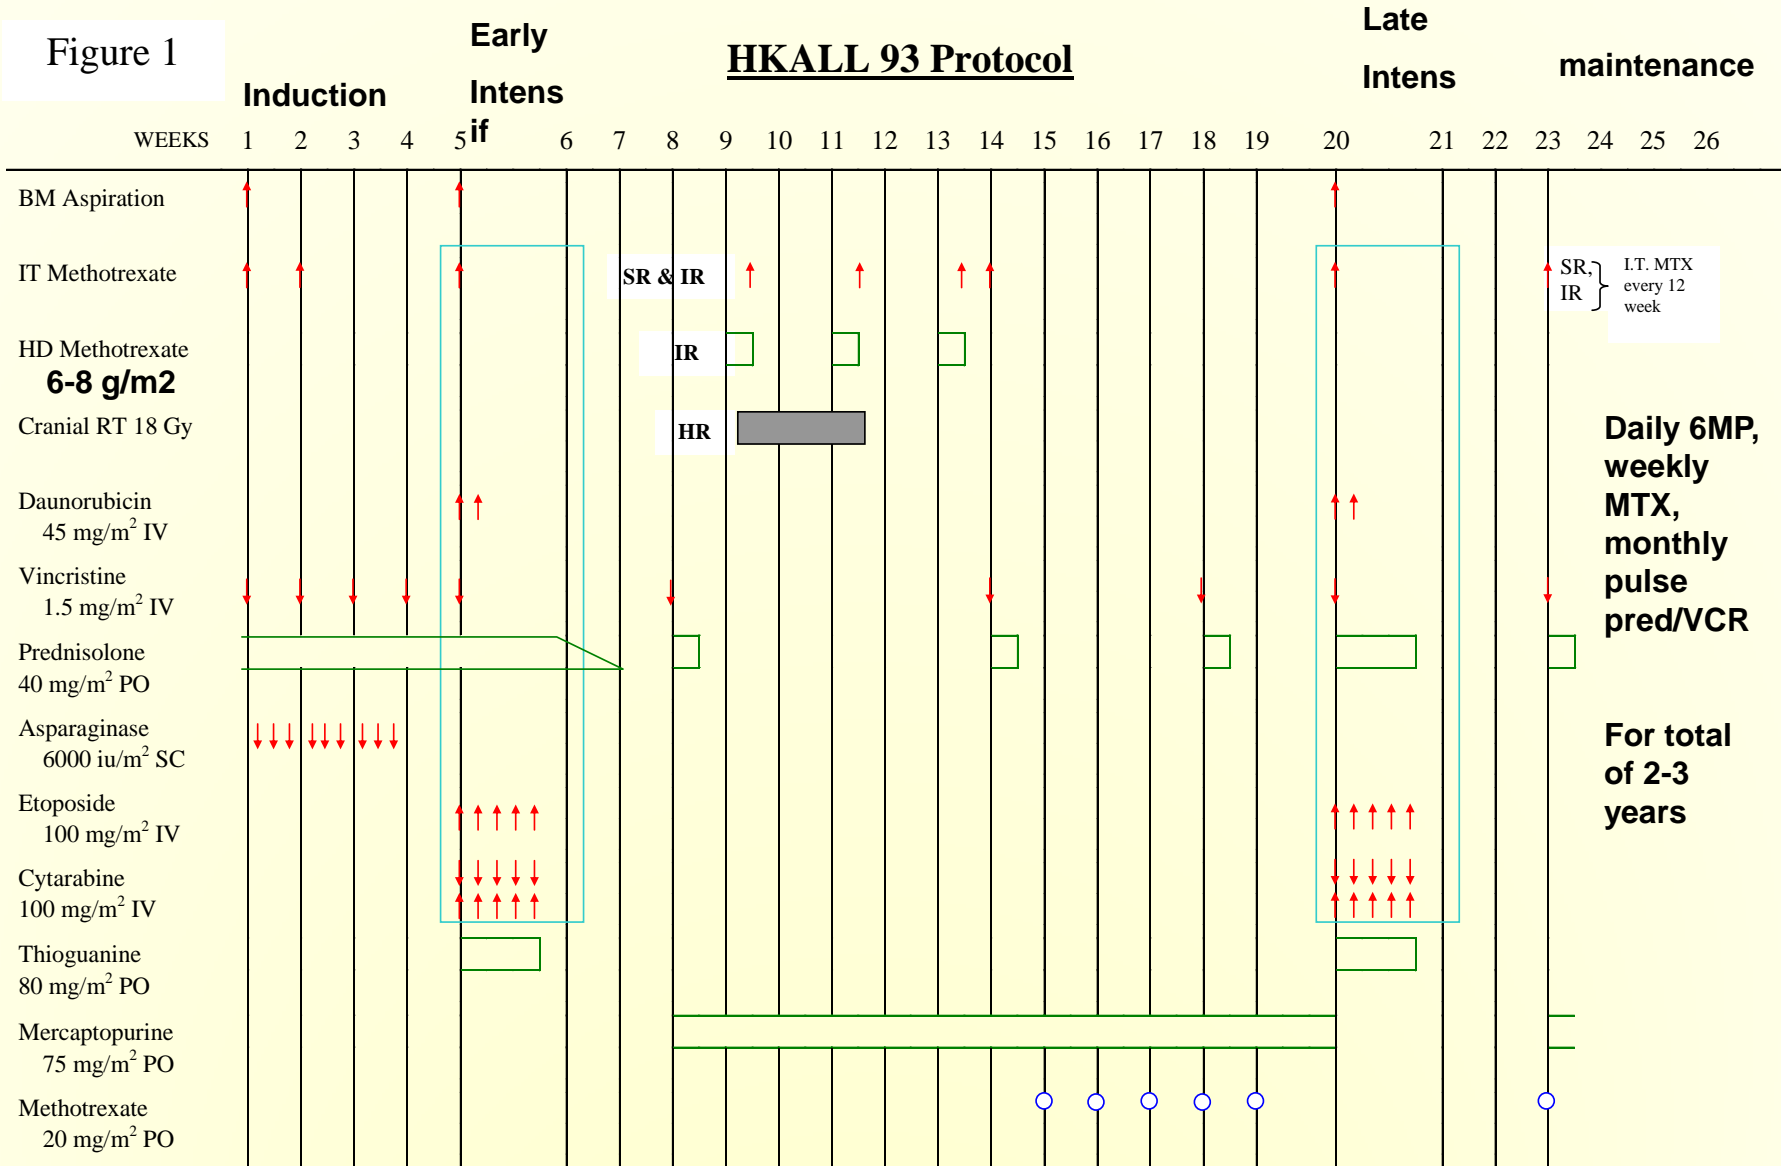 Figure 1
Early
Intens
if
HKALL 93 Protocol
Late
Intens
maintenance
Induction
WEEKS 1 2 3 4 5 6 7 8 9 10 11 12 13 14 15 16 17 18 19 20 21 22 23 24 25 26
BM Aspiration
IT Methotrexate
SR & IR
SR,
IR
I.T. MTX
every 12
week
HD Methotrexate
6-8 g/m2
IR
Cranial RT 18 Gy
HR
Daunorubicin
45 mg/m² IV
Vincristine
1.5 mg/m² IV
Prednisolone
40 mg/m² PO
Asparaginase
6000 iu/m² SC
Etoposide
100 mg/m² IV
Cytarabine
100 mg/m² IV
Thioguanine
80 mg/m² PO
Mercaptopurine
75 mg/m² PO
Methotrexate
20 mg/m² PO
Daily 6MP,
weekly
MTX,
monthly
pulse
pred/VCR
For total
of 2-3
years